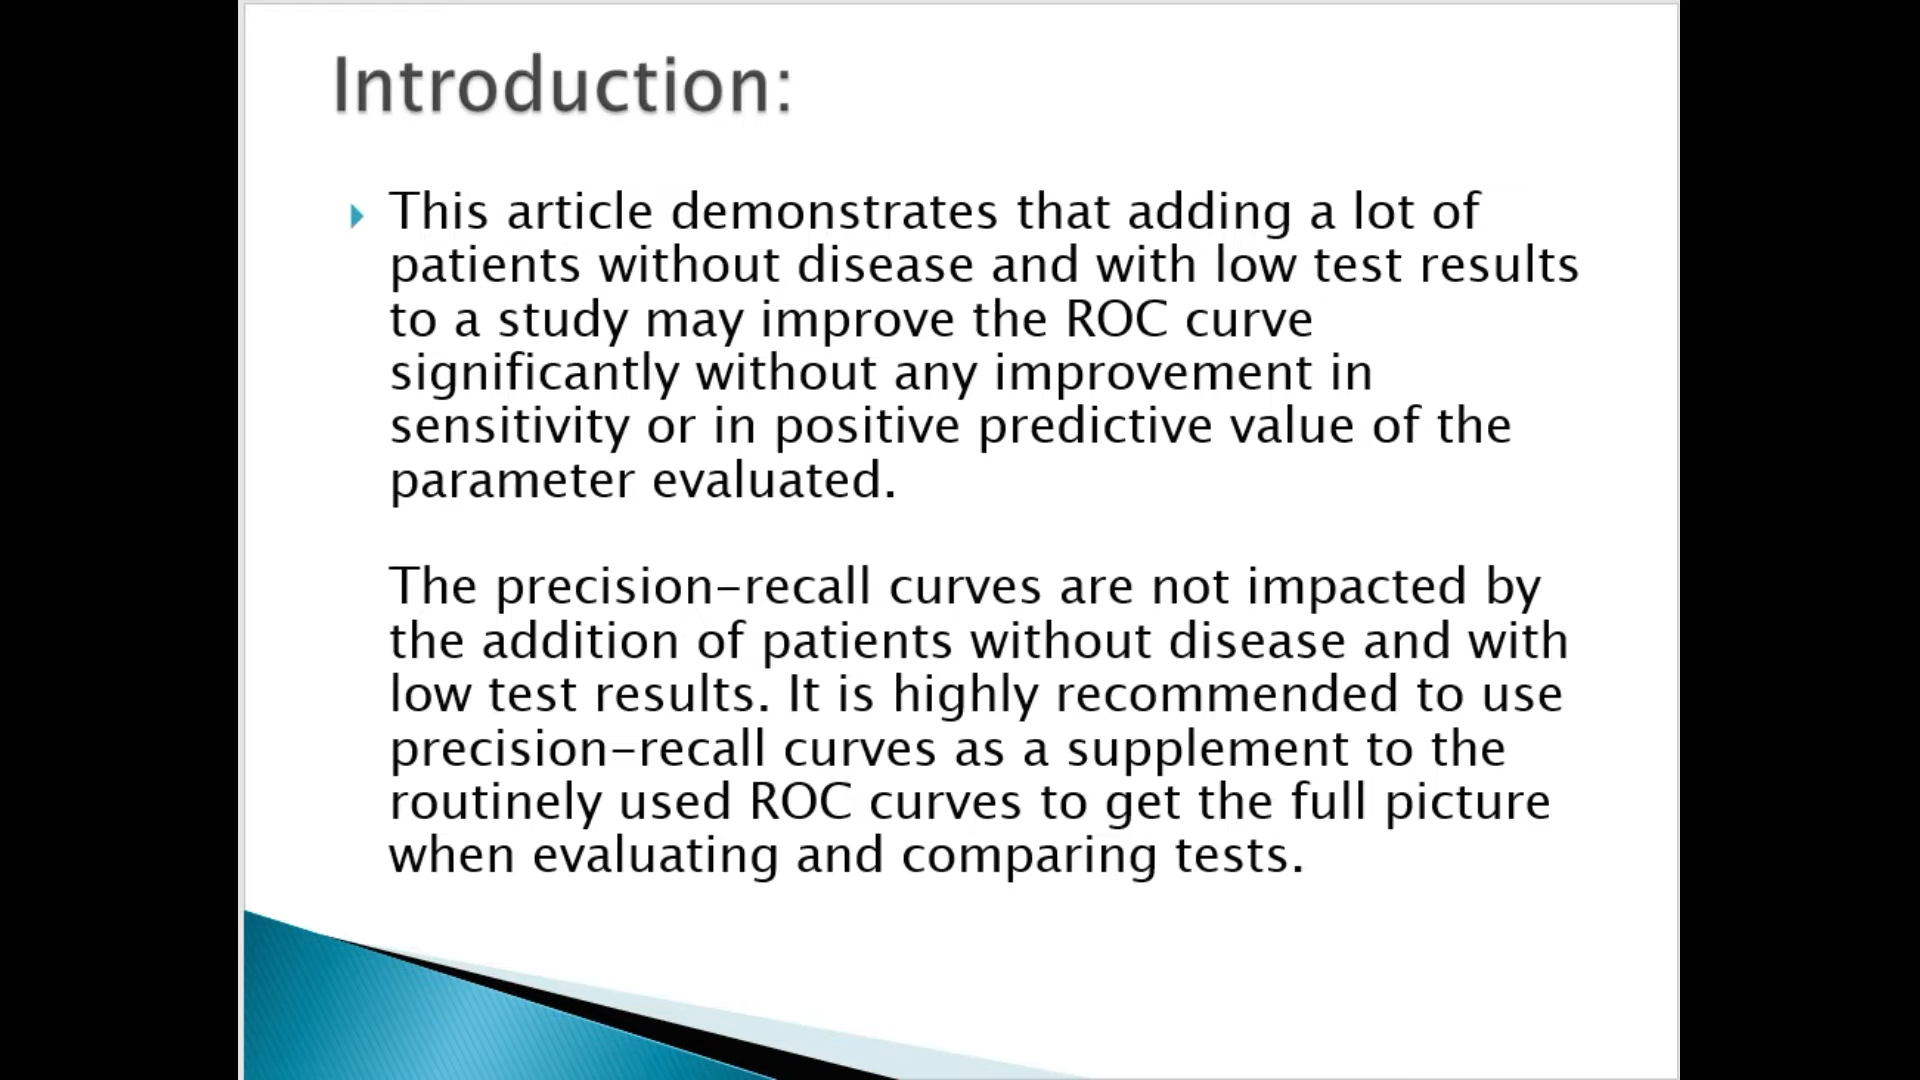 Introduction:
This article demonstrates that adding a lot of
patients without disease and with low test results
to a study may improve the ROC curve
significantly without any improvement in
sensitivity or in positive predictive value of the
parameter evaluated.
The precision-recall curves are not impacted by
the addition of patients without disease and with
low test results. It is highly recommended to use
precision-recall curves as a supplement to the
routinely used ROC curves to get the full picture
when evaluating and comparing tests.